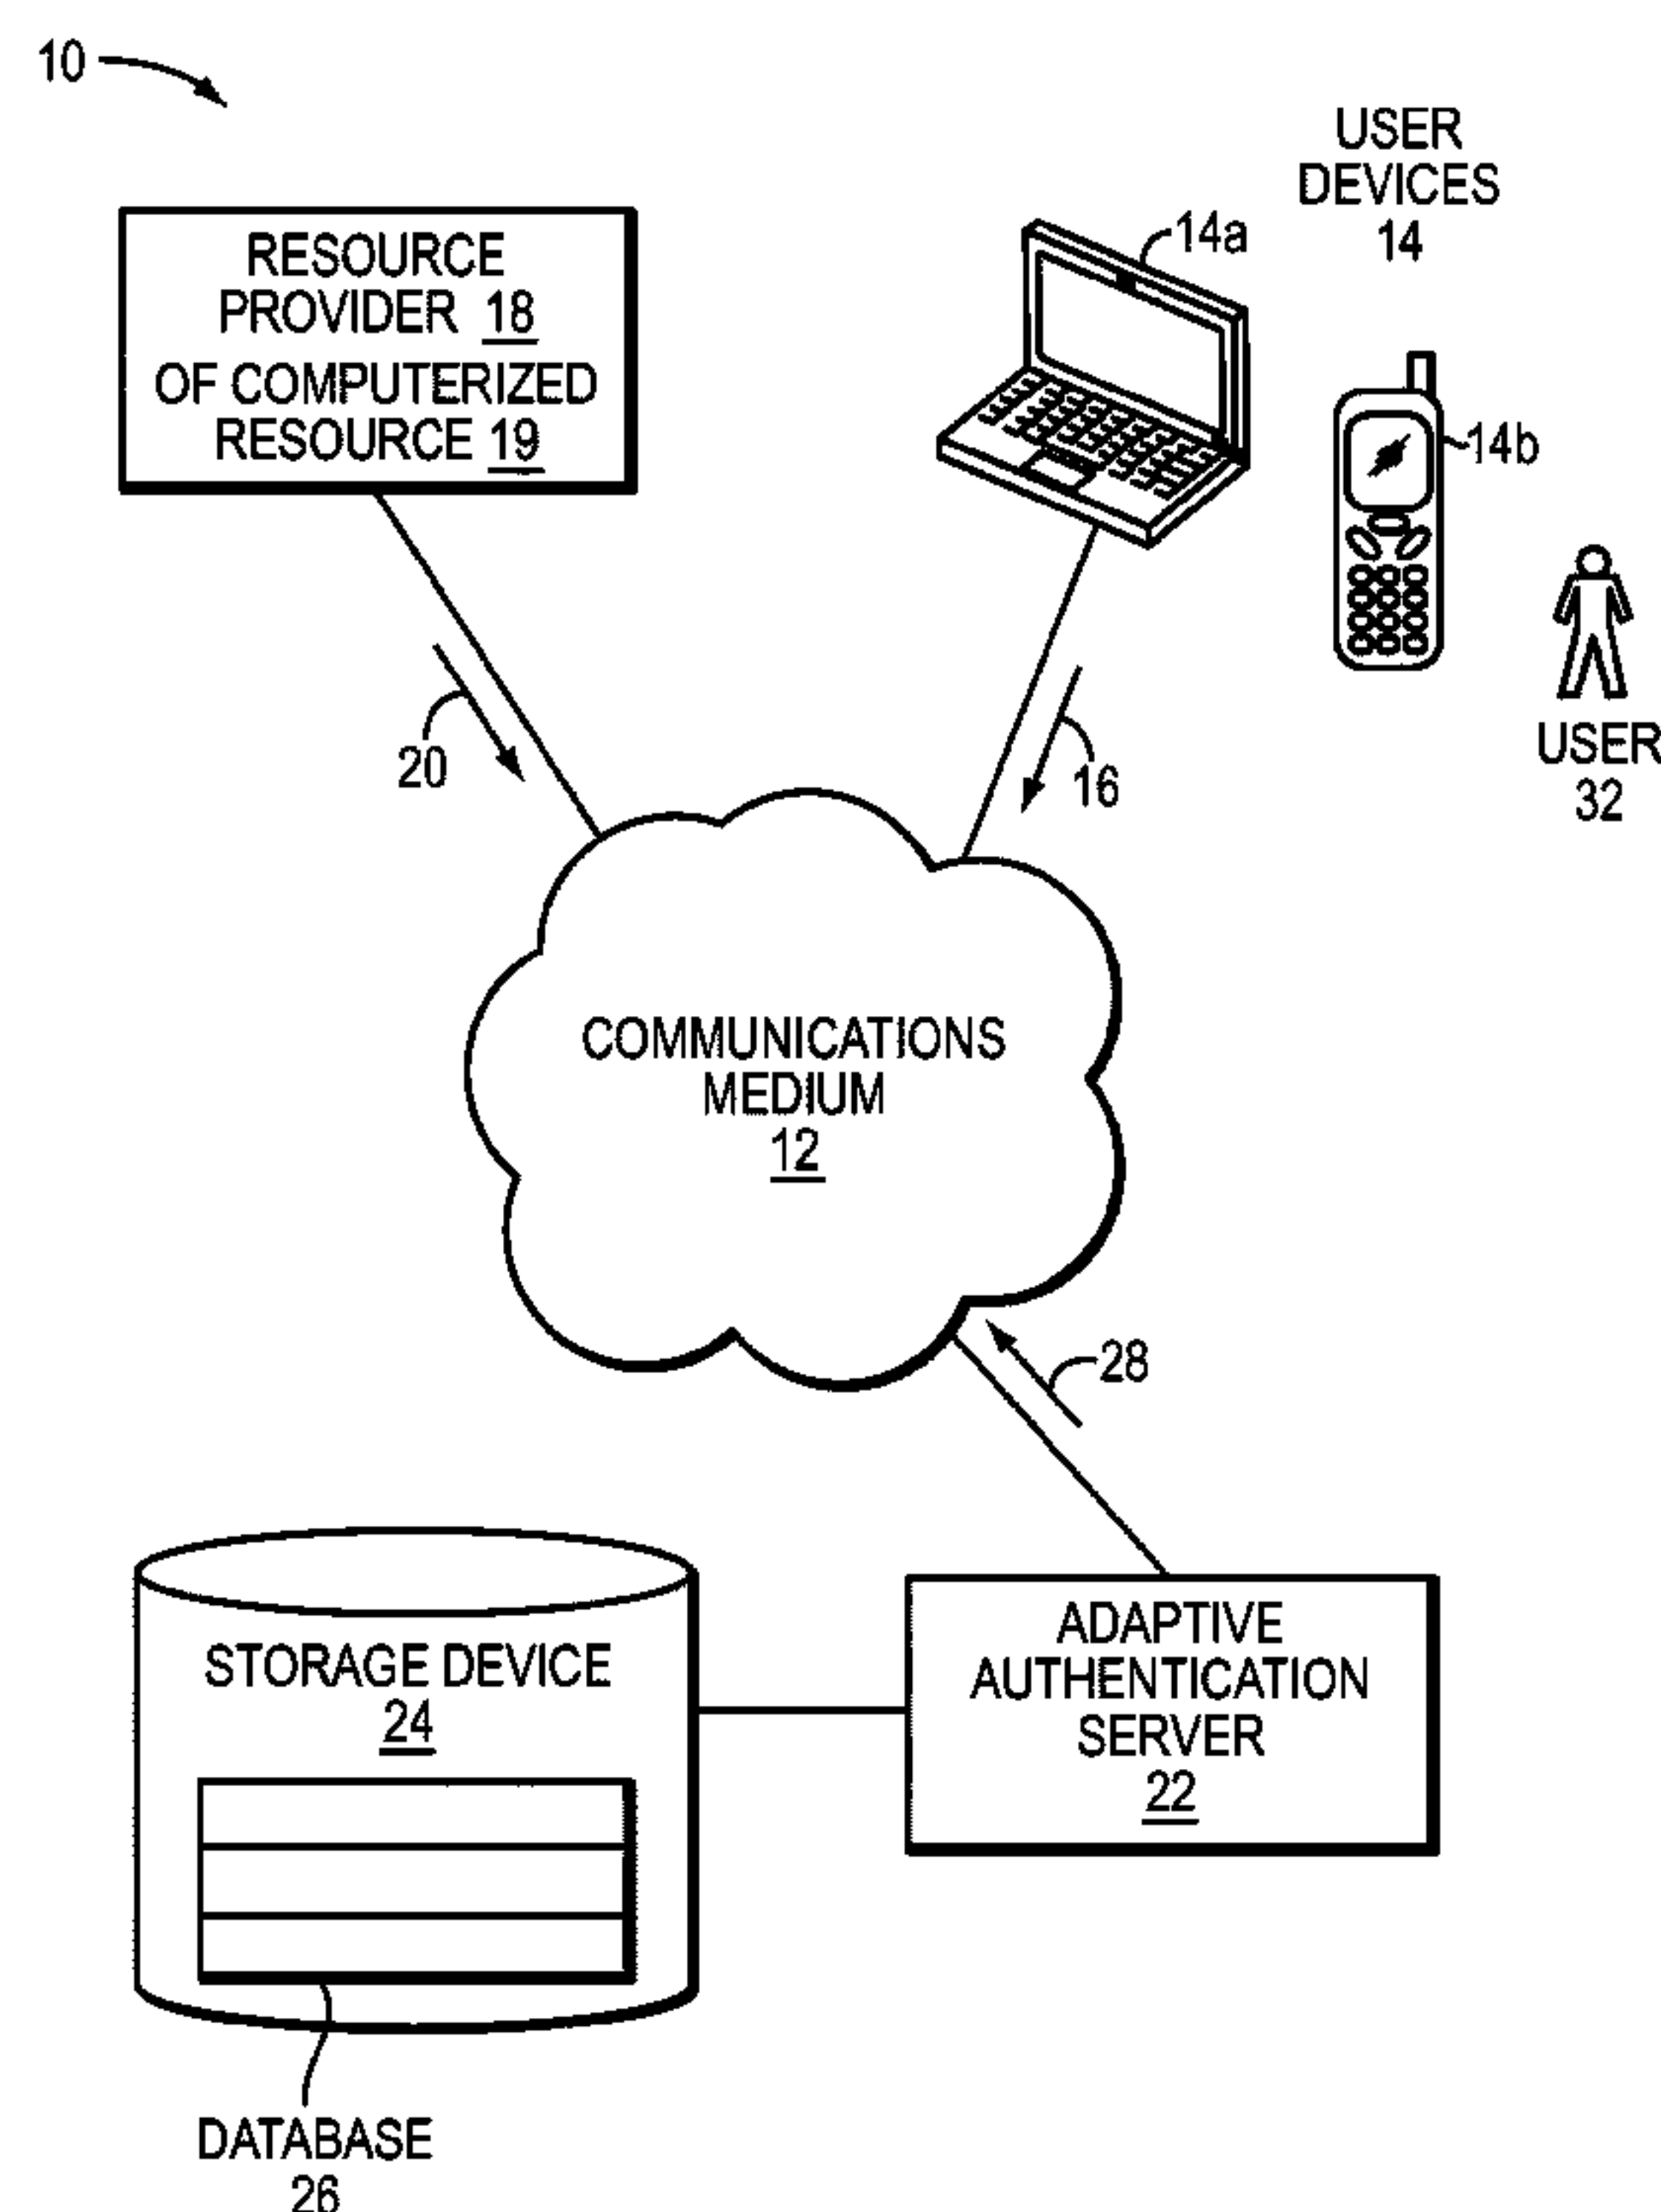 10
USER
DEVICES
14
RESOURCE
PROVIDER 18
OF COMPUTERIZED
RESOURCE 19
14a
14b
USER
32
20
16
COMMUNICATIONS
MEDIUM
12
28
STORAGE DEVICE
24
ADAPTIVE
AUTHENTICATION
SERVER
22
DATABASE
26